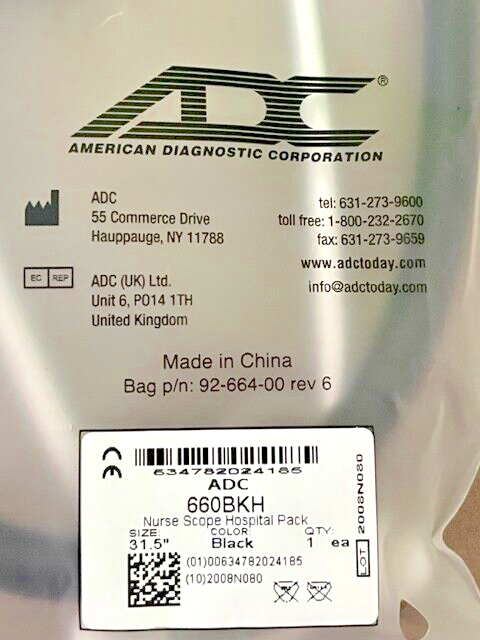 ADC®
AMERICAN DIAGNOSTIC CORPORATION
ADC
55 Commerce Drive
Hauppauge, NY 11788
tel: 631-273-9600
toll free: 1-800-232-2670
fax: 631-273-9659
www.adctoday.com
info@adctoday.com
EC REP
ADC (UK) Ltd.
Unit 6, PO14 1TH
United Kingdom
Made in China
Bag p/n: 92-664-00 rev 6
CE
634782024185
ADC
660BKH
Nurse Scope Hospital Pack
SIZE: COLOR: QTY:
31.5" Black 1 ea
(01)00634782024185
(10)2008N080
LOT 2008N080